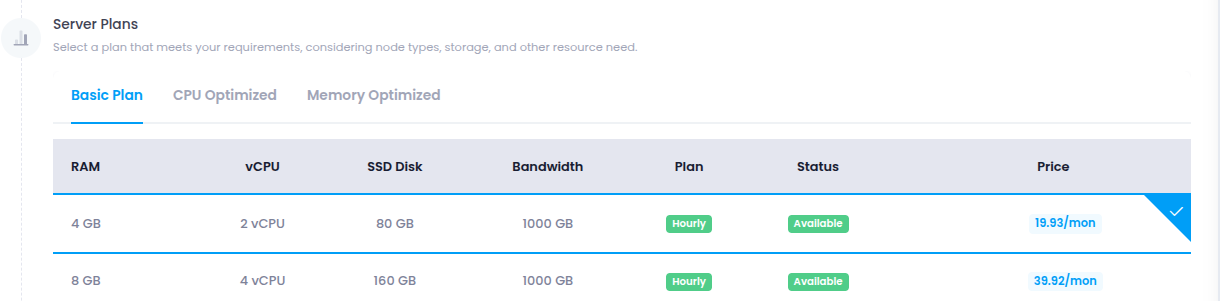 Server Plans
Select a plan that meets your requirements, considering node types, storage, and other resource need.
Basic Plan CPU Optimized Memory Optimized
RAM vCPU SSD Disk Bandwidth Plan Status Price
4 GB 2 vCPU 80 GB 1000 GB Hourly Available 19.93/mon
8 GB 4 vCPU 160 GB 1000 GB Hourly Available 39.92/mon